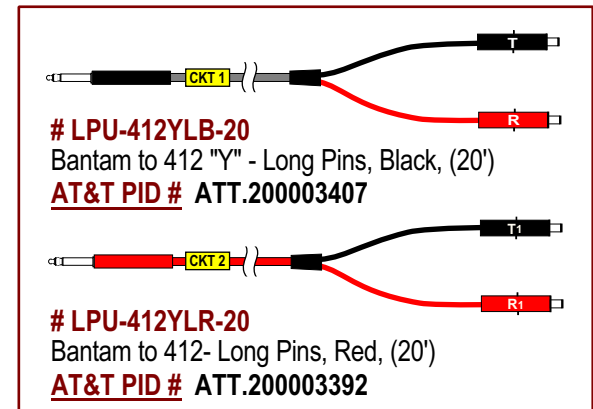 T
CKT 1
R
# LPU-412YLB-20
Bantam to 412 "Y" - Long Pins, Black, (20')
AT&T PID # ATT.200003407
T1
CKT 2
R1
# LPU-412YLR-20
Bantam to 412- Long Pins, Red, (20')
AT&T PID # ATT.200003392